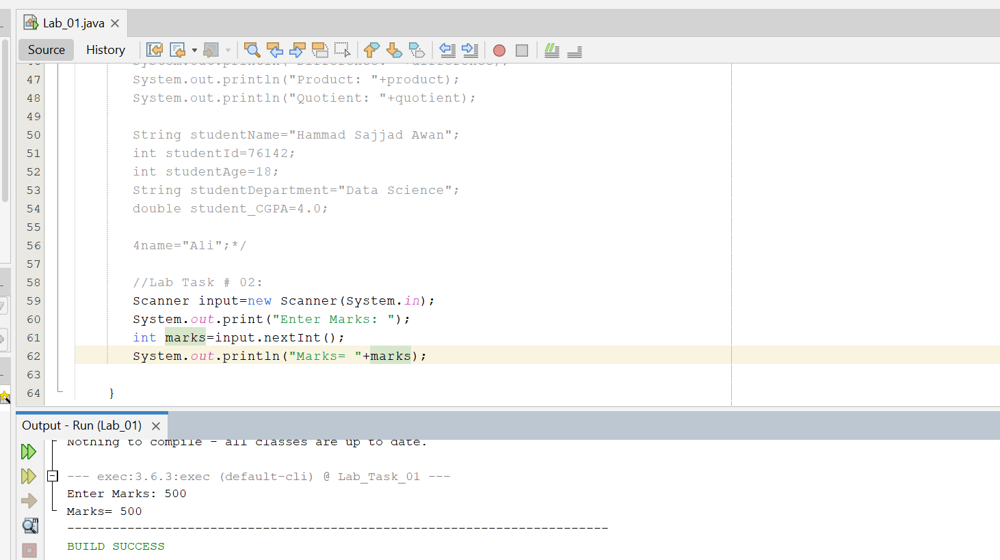 Lab_01.java
Source History
47 System.out.println("Product: "+product);
48 System.out.println("Quotient: "+quotient);
49
50 String studentName="Hammad Sajjad Awan";
51 int studentId=76142;
52 int studentAge=18;
53 String studentDepartment="Data Science";
54 double student_CGPA=4.0;
55
56 4name="Ali";*/
57
58 //Lab Task # 02:
59 Scanner input=new Scanner(System.in);
60 System.out.print("Enter Marks: ");
61 int marks=input.nextInt();
62 System.out.println("Marks= "+marks);
63
64 }
Output - Run (Lab_01)
Nothing to compile - all classes are up to date.
--- exec:3.6.3:exec (default-cli) @ Lab_Task_01 ---
Enter Marks: 500
Marks= 500
------------------------------------------------------------------------
BUILD SUCCESS